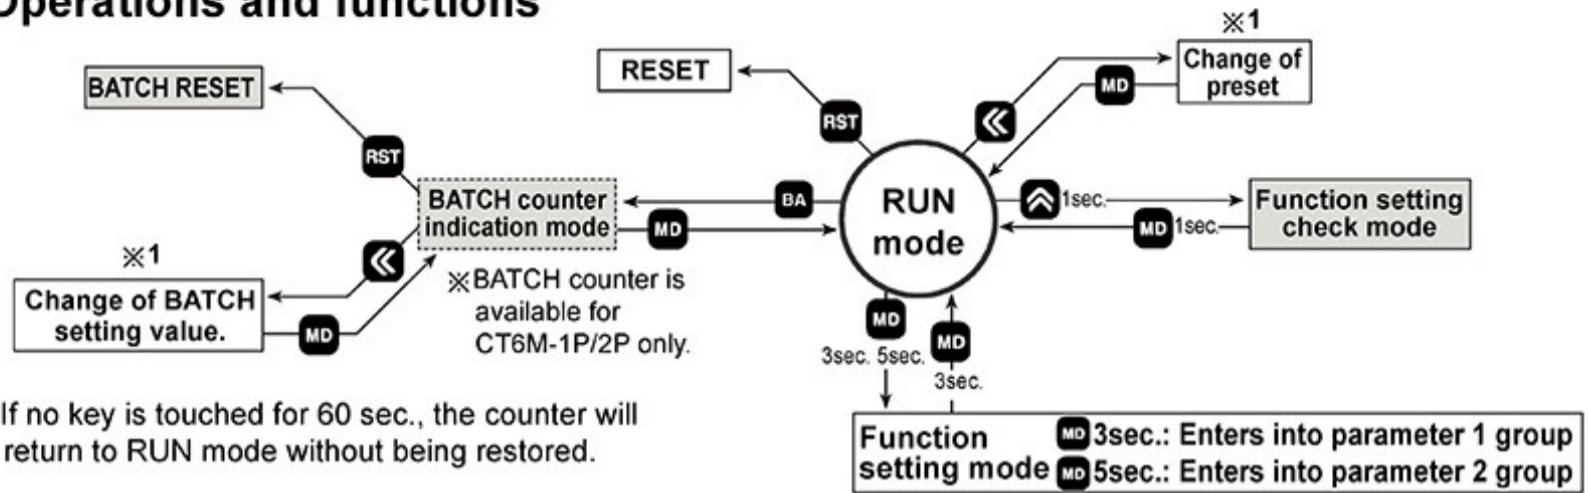 Operations and functions
※1
Change of
preset
MD
RESET
BATCH RESET
RST
RST
BATCH counter
indication mode
BA
MD
RUN
mode
1sec.
MD 1sec.
Function setting
check mode
※1
Change of BATCH
setting value.
MD
※BATCH counter is
available for
CT6M-1P/2P only.
MD
3sec. 5sec.
MD
3sec.
If no key is touched for 60 sec., the counter will
return to RUN mode without being restored.
Function
setting mode
MD 3sec.: Enters into parameter 1 group
MD 5sec.: Enters into parameter 2 group